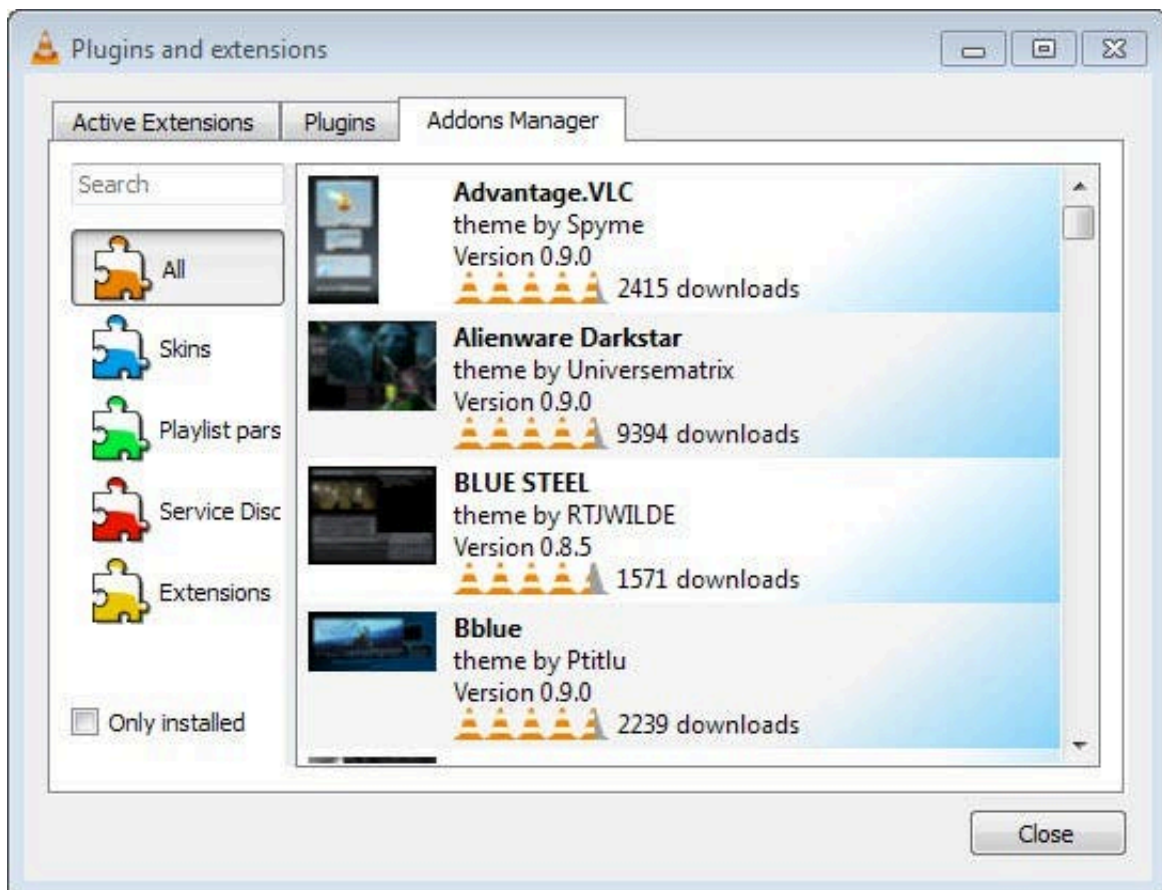 Plugins and extensions
Active Extensions
Plugins
Addons Manager
Search
All
Skins
Playlist pars
Service Disc
Extensions
Only installed
Advantage.VLC
theme by Spyme
Version 0.9.0
2415 downloads
Alienware Darkstar
theme by Universematrix
Version 0.9.0
9394 downloads
BLUE STEEL
theme by RTJWILDE
Version 0.8.5
1571 downloads
Bblue
theme by Ptitlu
Version 0.9.0
2239 downloads
Close